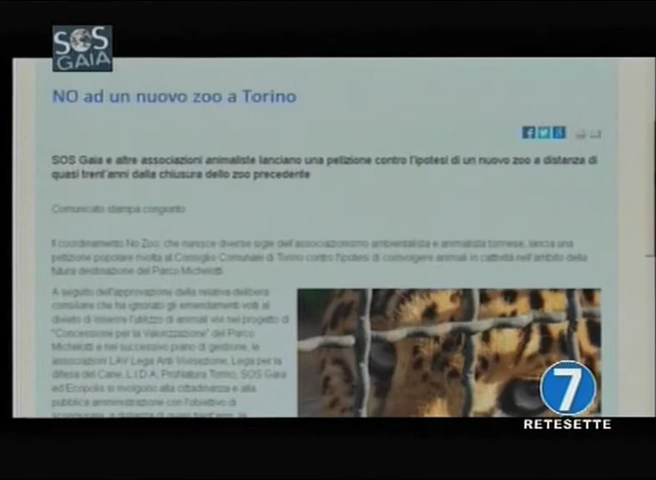 SOS
GAIA
NO ad un nuovo zoo a Torino
SOS Gaia e altre associazioni animaliste lanciano una petizione contro l'ipotesi di un nuovo zoo a distanza di
quasi trent'anni dalla chiusura dello zoo precedente
Comunicato stampa congiunto
Il coordinamento No Zoo, che riunisce diverse sigle dell'associazionismo ambientalista e animalista torinese, lancia una
petizione popolare rivolta al Consiglio Comunale di Torino contro l'ipotesi di coinvolgere animali in cattività nell'ambito della
futura destinazione del Parco Michelotti.
A seguito dell'approvazione della relativa delibera
consiliare che ha ignorato gli emendamenti volti al
divieto di inserire l'utilizzo di animali vivi nel progetto di
"Concessione per la Valorizzazione" del Parco
Michelotti e nel successivo piano di gestione, le
associazioni LAV Lega Anti Vivisezione, Lega per la
difesa del Cane, L.I.D.A, ProNatura Torino, SOS Gaia
ed Ecopolis si rivolgono alla cittadinanza e alla
pubblica amministrazione con l'obiettivo di
scongiurare, a distanza di quasi trent'anni, la
7
RETESETTE